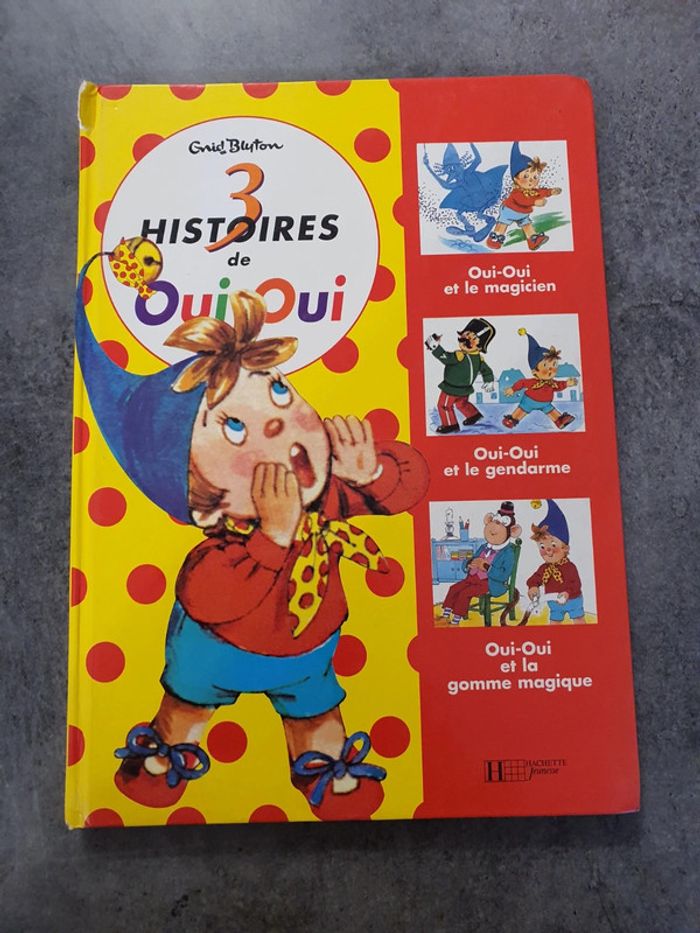 Enid Blyton
3
HISTOIRES
de
Oui-Oui
Oui-Oui
et le magicien
Oui-Oui
et le gendarme
Oui-Oui
et la
gomme magique
H HACHETTE
Jeunesse